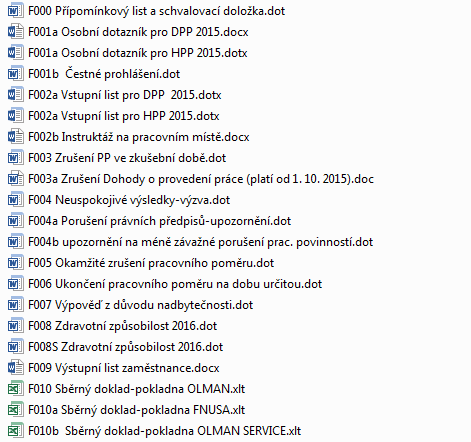 F000 Přípomínkový list a schvalovací doložka.dot
F001a Osobní dotazník pro DPP 2015.docx
F001a Osobní dotazník pro HPP 2015.dotx
F001b  Čestné prohlášení.dot
F002a Vstupní list pro DPP  2015.dotx
F002a Vstupní list pro HPP 2015.dotx
F002b Instruktáž na pracovním místě.docx
F003 Zrušení PP ve zkušební době.dot
F003a Zrušení Dohody o provedení práce (platí od 1. 10. 2015).doc
F004 Neuspokojivé výsledky-výzva.dot
F004a Porušení právních předpisů-upozornění.dot
F004b upozornění na méně závažné porušení prac. povinností.dot
F005 Okamžité zrušení pracovního poměru.dot
F006 Ukončení pracovního poměru na dobu určitou.dot
F007 Výpověď z důvodu nadbytečnosti.dot
F008 Zdravotní způsobilost 2016.dot
F008S Zdravotní způsobilost 2016.dot
F009 Výstupní list zaměstnance.docx
F010 Sběrný doklad-pokladna OLMAN.xlt
F010a Sběrný doklad-pokladna FNUSA.xlt
F010b  Sběrný doklad-pokladna OLMAN SERVICE.xlt